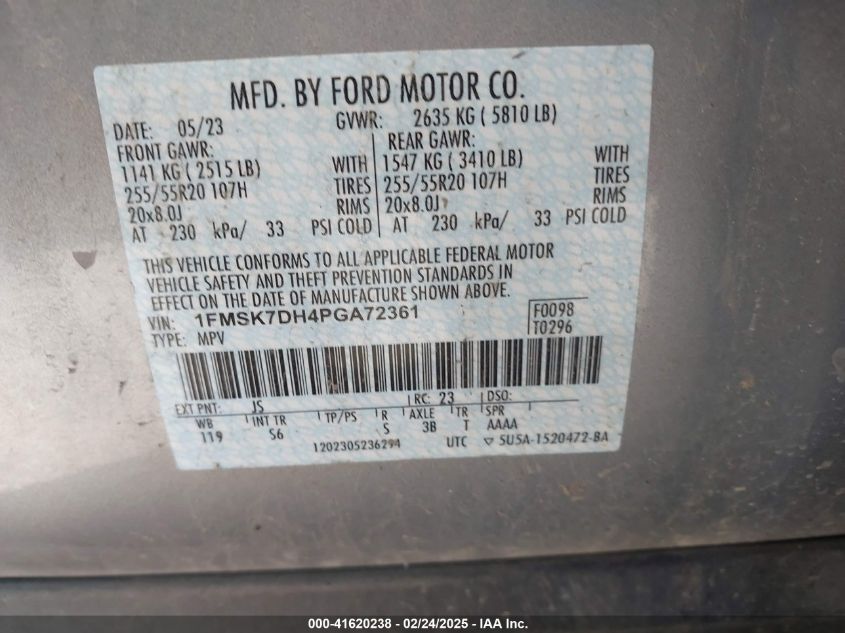 MFD. BY FORD MOTOR CO.
DATE: 05/23 GVWR: 2635 KG ( 5810 LB)
FRONT GAWR: REAR GAWR:
1141 KG ( 2515 LB) WITH 1547 KG ( 3410 LB) WITH
255/55R20 107H TIRES 255/55R20 107H TIRES
20x8.0J RIMS 20x8.0J RIMS
AT 230 kPa/ 33 PSI COLD AT 230 kPa/ 33 PSI COLD
THIS VEHICLE CONFORMS TO ALL APPLICABLE FEDERAL MOTOR
VEHICLE SAFETY AND THEFT PREVENTION STANDARDS IN
EFFECT ON THE DATE OF MANUFACTURE SHOWN ABOVE.
VIN: 1FMSK7DH4PGA72361 F0098
TYPE: MPV T0296
EXT PNT: JS RC: 23 DSO:
WB INT TR TP/PS R AXLE TR SPR
119 S6 S 3B T AAAA
1202305236294 UTC ▽ 5U5A-1520472-BA
000-41620238 - 02/24/2025 - IAAI Inc.